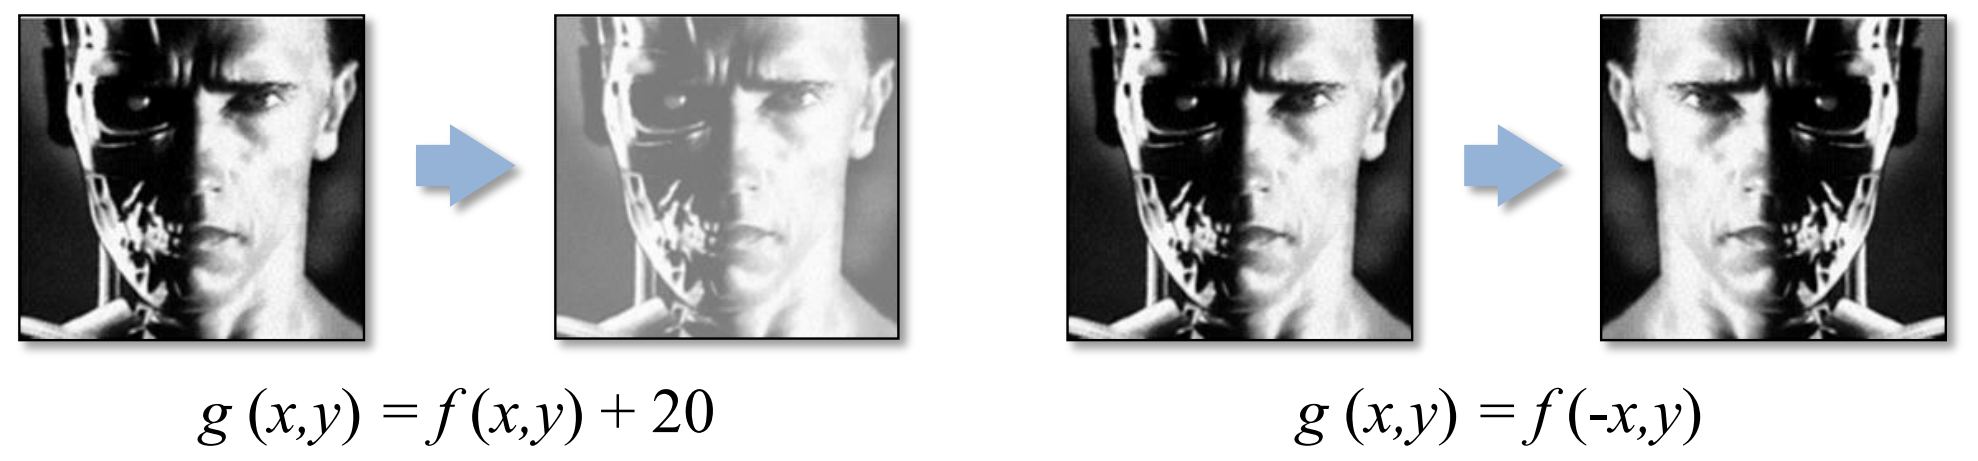 g (x,y) = f (x,y) + 20
g (x,y) = f (-x,y)